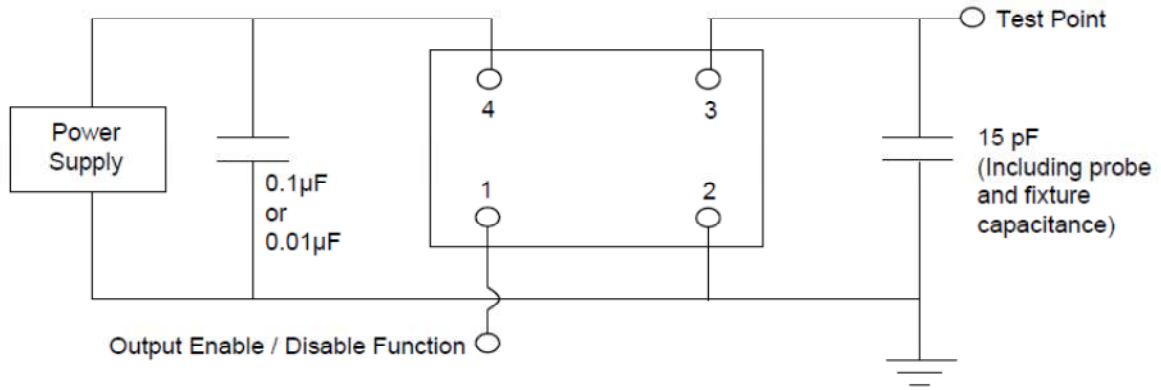 Test Point
4
3
Power
Supply
15 pF
(Including probe
and fixture
capacitance)
0.1µF
or
0.01µF
1
2
Output Enable / Disable Function